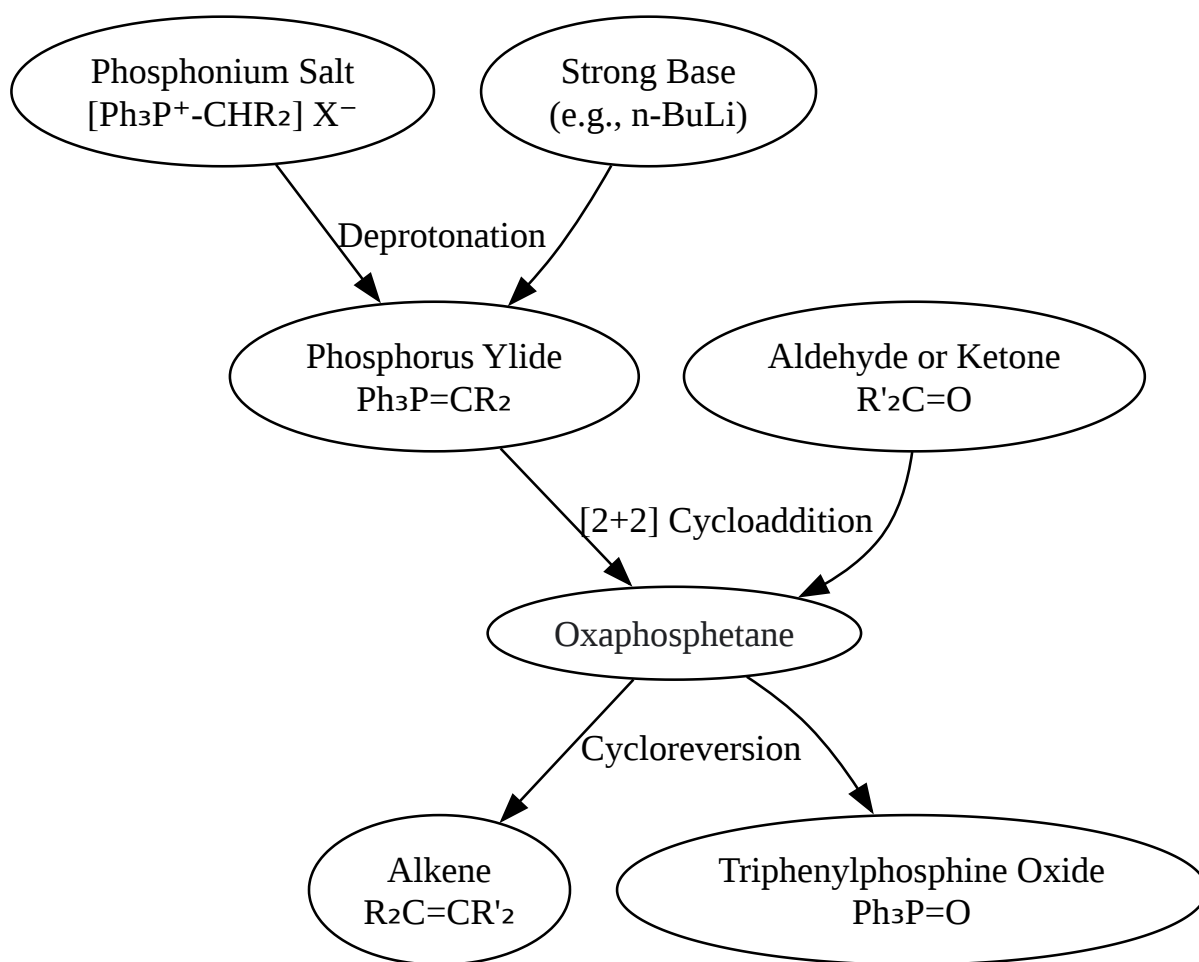 Phosphonium Salt
[Ph₃P⁺-CHR₂] X⁻
Strong Base
(e.g., n-BuLi)
Deprotonation
Phosphorus Ylide
Ph₃P=CR₂
Aldehyde or Ketone
R'₂C=O
[2+2] Cycloaddition
Oxaphosphetane
Cycloreversion
Alkene
R₂C=CR'₂
Triphenylphosphine Oxide
Ph₃P=O